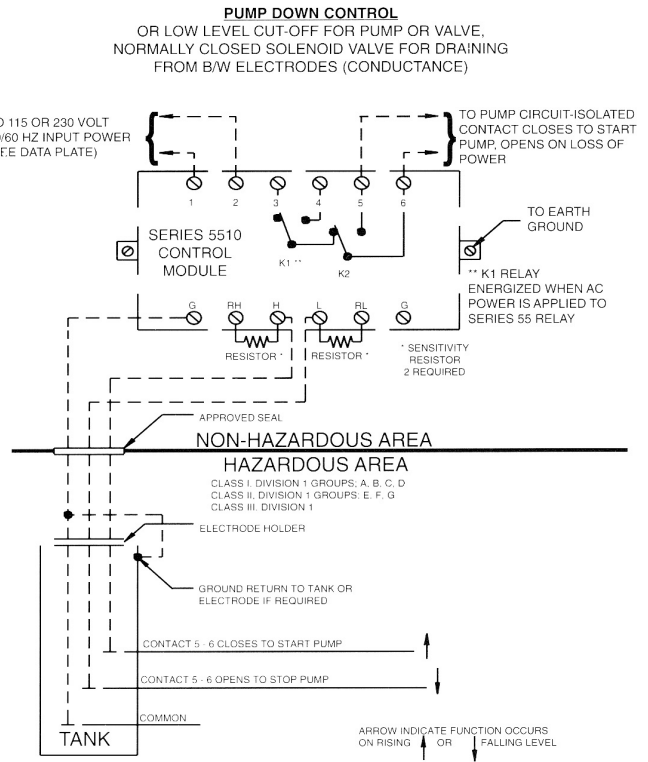 PUMP DOWN CONTROL
OR LOW LEVEL CUT-OFF FOR PUMP OR VALVE,
NORMALLY CLOSED SOLENOID VALVE FOR DRAINING
FROM B/W ELECTRODES (CONDUCTANCE)
O 115 OR 230 VOLT
/60 HZ INPUT POWER
EE DATA PLATE)
TO PUMP CIRCUIT-ISOLATED
CONTACT CLOSES TO START
PUMP, OPENS ON LOSS OF
POWER
1 2 3 4 5 6
SERIES 5510
CONTROL
MODULE
K1 **
K2
TO EARTH
GROUND
** K1 RELAY
ENERGIZED WHEN AC
POWER IS APPLIED TO
SERIES 55 RELAY
G RH H L RL G
RESISTOR * RESISTOR *
* SENSITIVITY
RESISTOR
2 REQUIRED
APPROVED SEAL
NON-HAZARDOUS AREA
HAZARDOUS AREA
CLASS I. DIVISION 1 GROUPS; A, B, C, D
CLASS II, DIVISION 1 GROUPS; E. F, G
CLASS III. DIVISION 1
ELECTRODE HOLDER
GROUND RETURN TO TANK OR
ELECTRODE IF REQUIRED
CONTACT 5 - 6 CLOSES TO START PUMP
CONTACT 5 - 6 OPENS TO STOP PUMP
COMMON
TANK
ARROW INDICATE FUNCTION OCCURS
ON RISING OR FALLING LEVEL